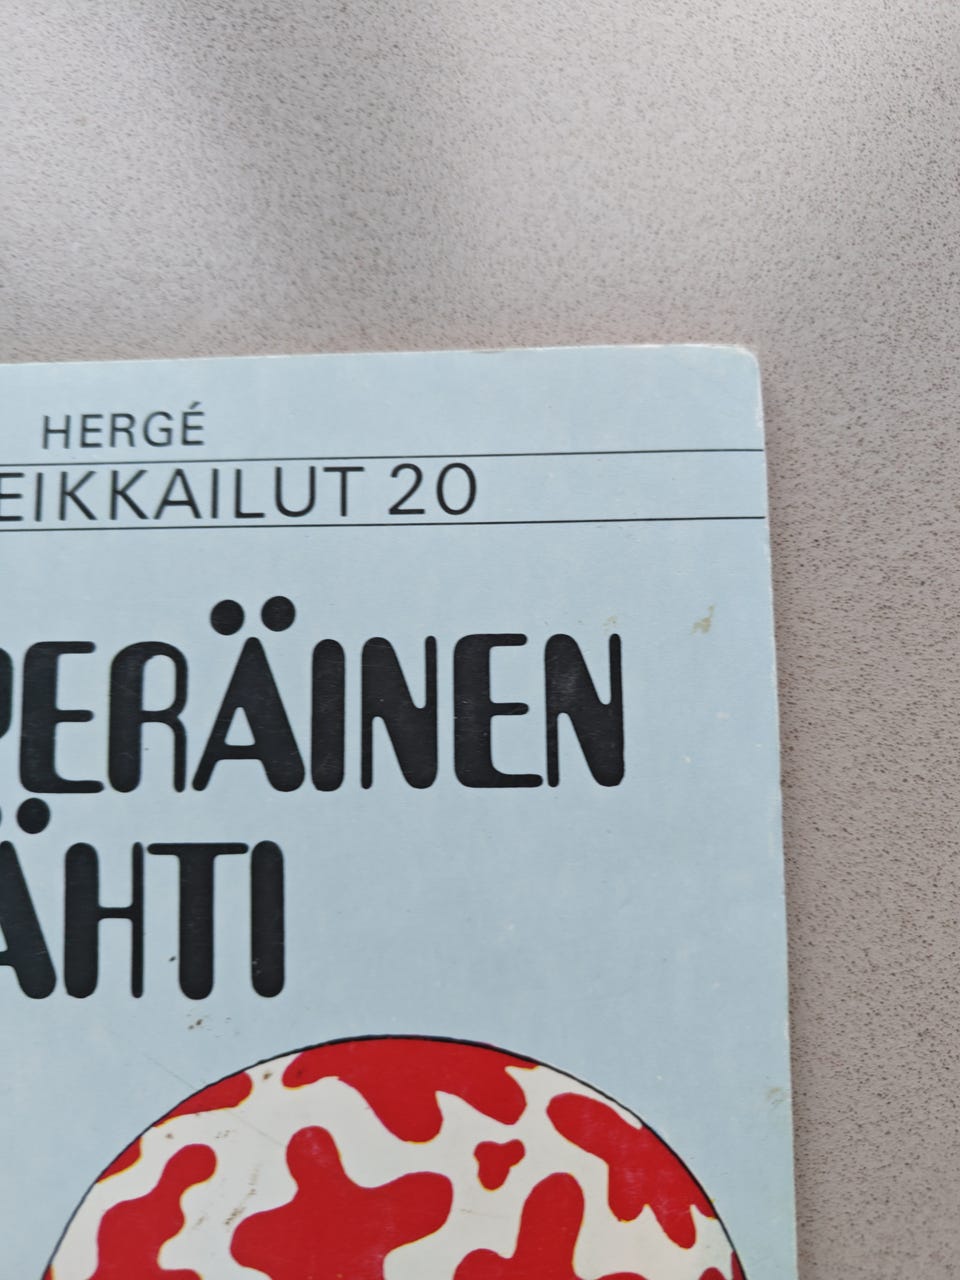 HERGÉ
EIKKAILUT 20
PERÄINEN
ÄHTI